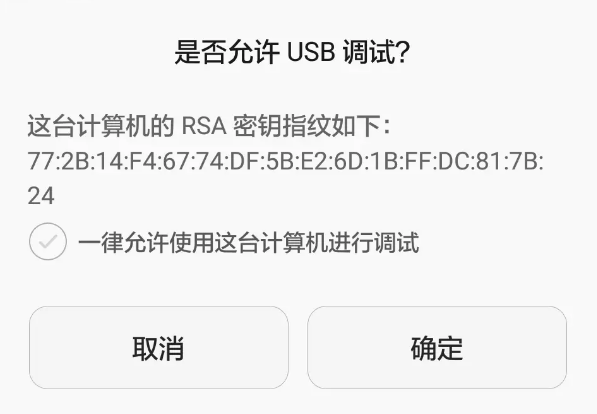 是否允许 USB 调试？
这台计算机的 RSA 密钥指纹如下：
77:2B:14:F4:67:74:DF:5B:E2:6D:1B:FF:DC:81:7B:
24
一律允许使用这台计算机进行调试
取消
确定